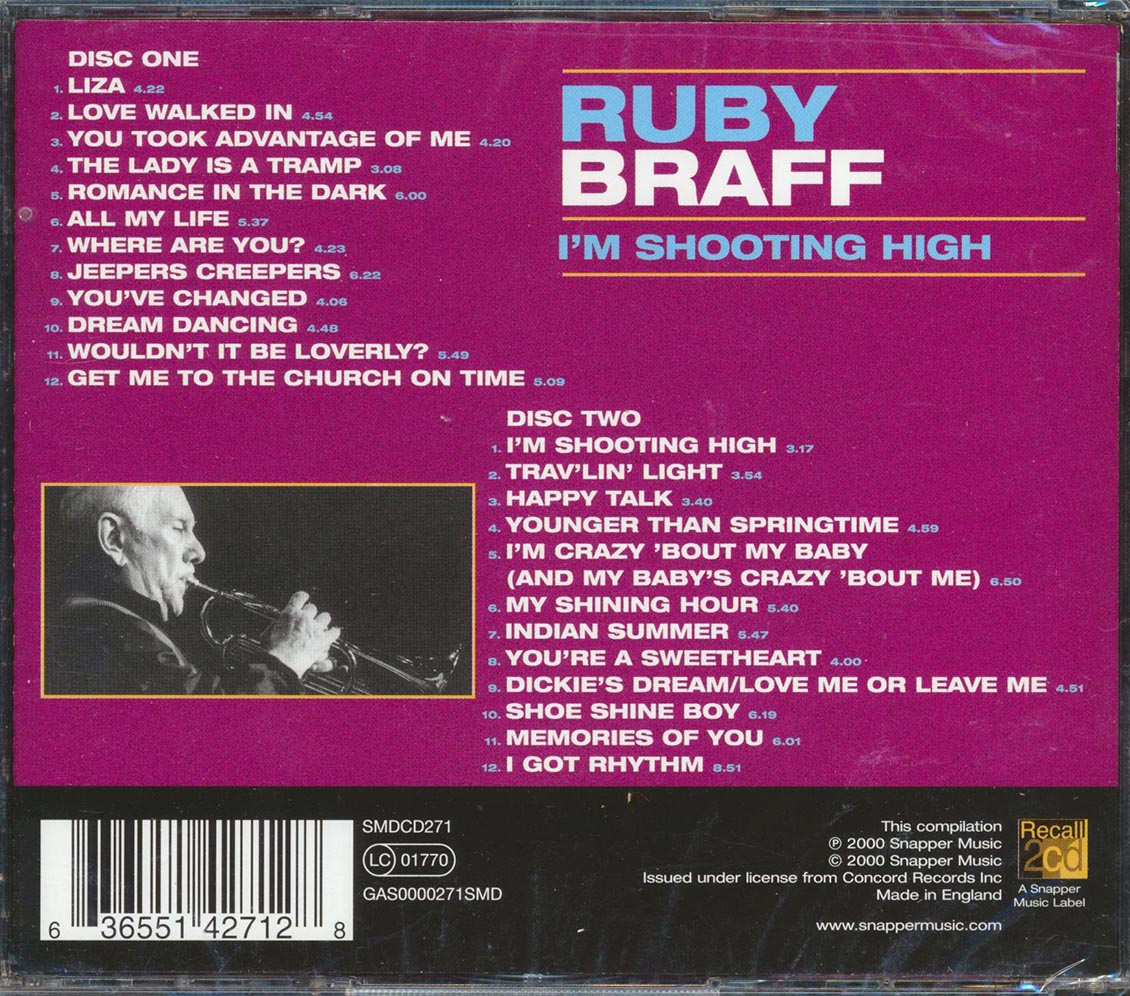 DISC ONE
1. LIZA 4.22
2. LOVE WALKED IN 4.54
3. YOU TOOK ADVANTAGE OF ME 4.20
4. THE LADY IS A TRAMP 3.08
5. ROMANCE IN THE DARK 6.00
6. ALL MY LIFE 5.37
7. WHERE ARE YOU? 4.23
8. JEEPERS CREEPERS 6.22
9. YOU'VE CHANGED 4.06
10. DREAM DANCING 4.48
11. WOULDN'T IT BE LOVERLY? 5.49
12. GET ME TO THE CHURCH ON TIME 5.09
RUBY
BRAFF
I'M SHOOTING HIGH
DISC TWO
1. I'M SHOOTING HIGH 3.17
2. TRAV'LIN' LIGHT 3.54
3. HAPPY TALK 3.40
4. YOUNGER THAN SPRINGTIME 4.59
5. I'M CRAZY 'BOUT MY BABY
(AND MY BABY'S CRAZY 'BOUT ME) 6.50
6. MY SHINING HOUR 5.40
7. INDIAN SUMMER 5.47
8. YOU'RE A SWEETHEART 4.00
9. DICKIE'S DREAM/LOVE ME OR LEAVE ME 4.51
10. SHOE SHINE BOY 6.19
11. MEMORIES OF YOU 6.01
12. I GOT RHYTHM 8.51
6 36551 42712 8
SMDCD271
LC 01770
GAS0000271SMD
This compilation
℗ 2000 Snapper Music
© 2000 Snapper Music
Issued under license from Concord Records Inc
Made in England
www.snappermusic.com
Recall
2cd
A Snapper
Music Label